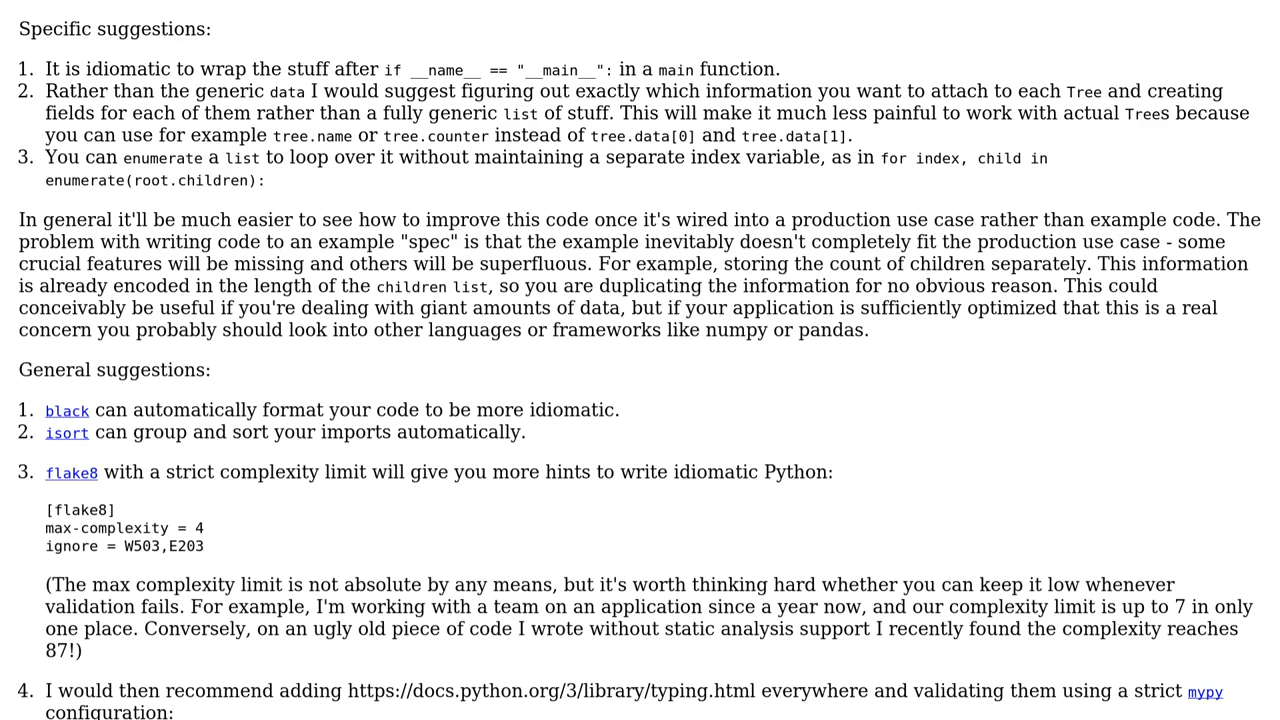 Specific suggestions:
1. It is idiomatic to wrap the stuff after if __name__ == "__main__": in a main function.
2. Rather than the generic data I would suggest figuring out exactly which information you want to attach to each Tree and creating
fields for each of them rather than a fully generic list of stuff. This will make it much less painful to work with actual Trees because
you can use for example tree.name or tree.counter instead of tree.data[0] and tree.data[1].
3. You can enumerate a list to loop over it without maintaining a separate index variable, as in for index, child in
enumerate(root.children):
In general it'll be much easier to see how to improve this code once it's wired into a production use case rather than example code. The
problem with writing code to an example "spec" is that the example inevitably doesn't completely fit the production use case - some
crucial features will be missing and others will be superfluous. For example, storing the count of children separately. This information
is already encoded in the length of the children list, so you are duplicating the information for no obvious reason. This could
conceivably be useful if you're dealing with giant amounts of data, but if your application is sufficiently optimized that this is a real
concern you probably should look into other languages or frameworks like numpy or pandas.
General suggestions:
1. black can automatically format your code to be more idiomatic.
2. isort can group and sort your imports automatically.
3. flake8 with a strict complexity limit will give you more hints to write idiomatic Python:
[flake8]
max-complexity = 4
ignore = W503,E203
(The max complexity limit is not absolute by any means, but it's worth thinking hard whether you can keep it low whenever
validation fails. For example, I'm working with a team on an application since a year now, and our complexity limit is up to 7 in only
one place. Conversely, on an ugly old piece of code I wrote without static analysis support I recently found the complexity reaches
87!)
4. I would then recommend adding https://docs.python.org/3/library/typing.html everywhere and validating them using a strict mypy
configuration: